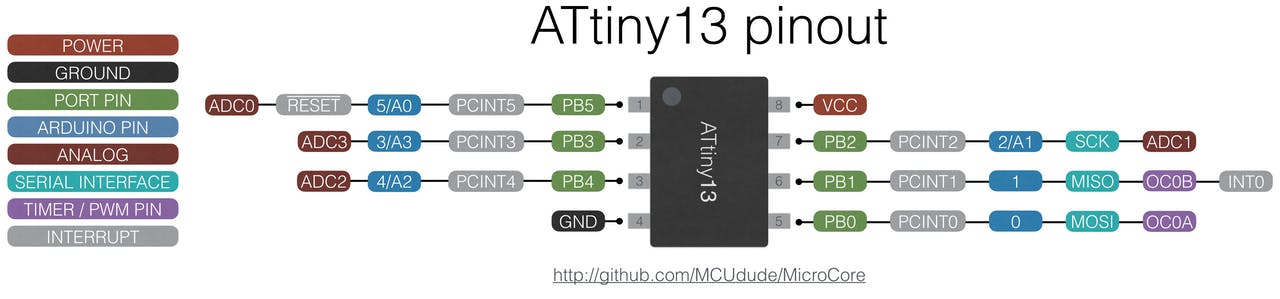 ATtiny13 pinout
POWER
GROUND
PORT PIN
ARDUINO PIN
ANALOG
SERIAL INTERFACE
TIMER / PWM PIN
INTERRUPT
ADC0 RESET 5/A0 PCINT5 PB5 1 8 VCC
ADC3 3/A3 PCINT3 PB3 2 7 PB2 PCINT2 2/A1 SCK ADC1
ADC2 4/A2 PCINT4 PB4 3 6 PB1 PCINT1 1 MISO OC0B INT0
GND 4 5 PB0 PCINT0 0 MOSI OC0A
ATtiny13
http://github.com/MCUdude/MicroCore